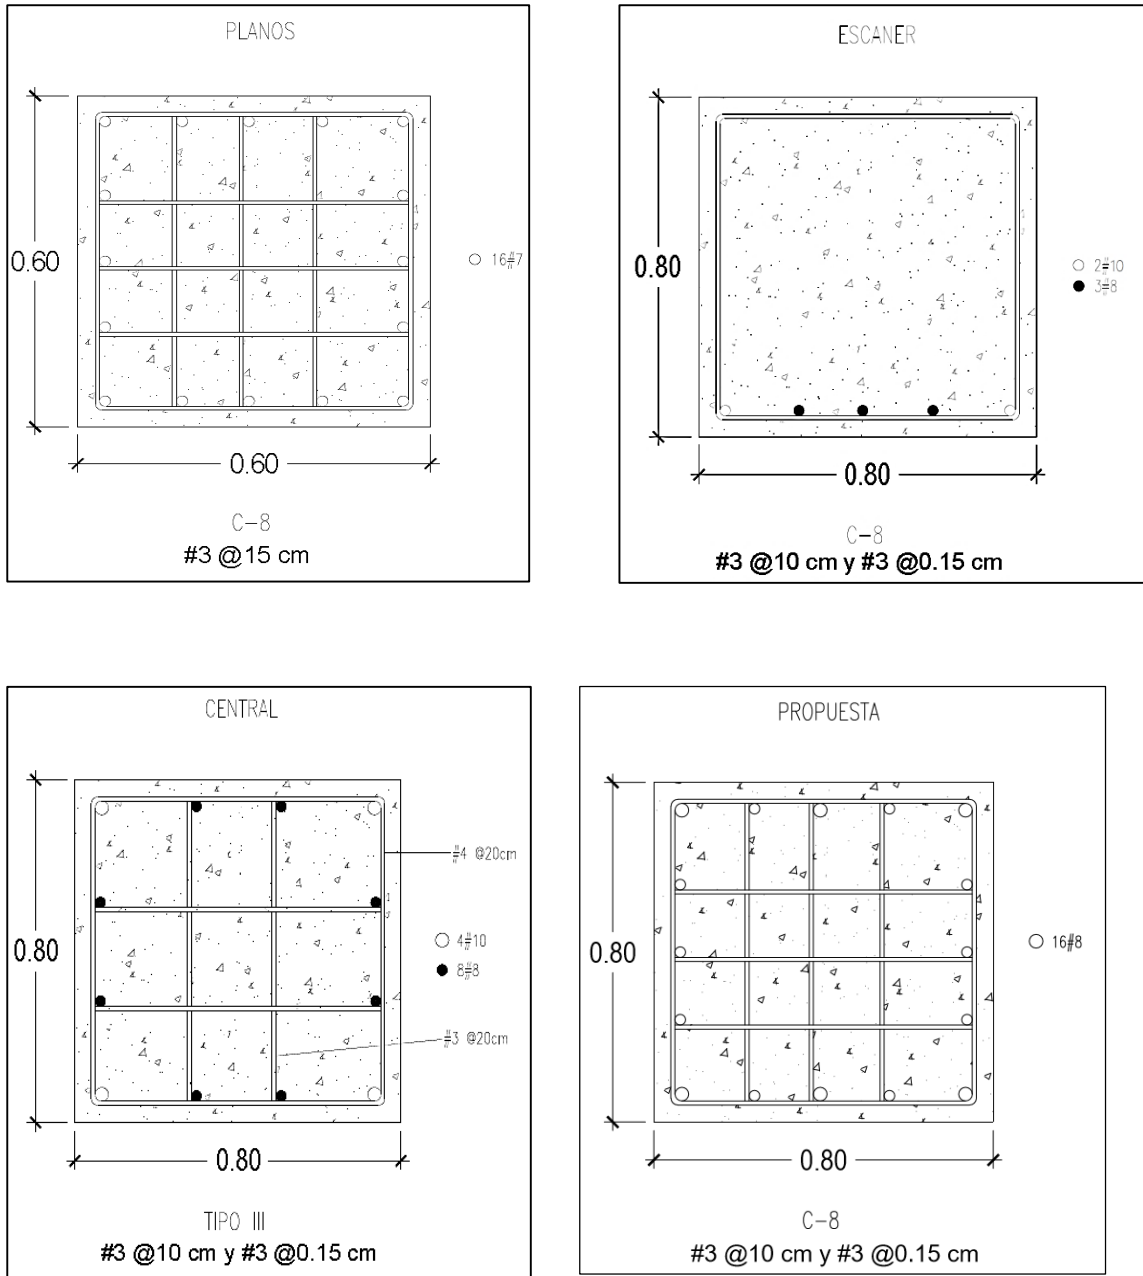 PLANOS
0.60
16#7
0.60
C-8
#3 @15 cm
ESCANER
0.80
2#10
3#8
0.80
C-8
#3 @10 cm y #3 @0.15 cm
CENTRAL
#4 @20cm
0.80
4#10
8#8
#3 @20cm
0.80
TIPO III
#3 @10 cm y #3 @0.15 cm
PROPUESTA
0.80
16#8
0.80
C-8
#3 @10 cm y #3 @0.15 cm